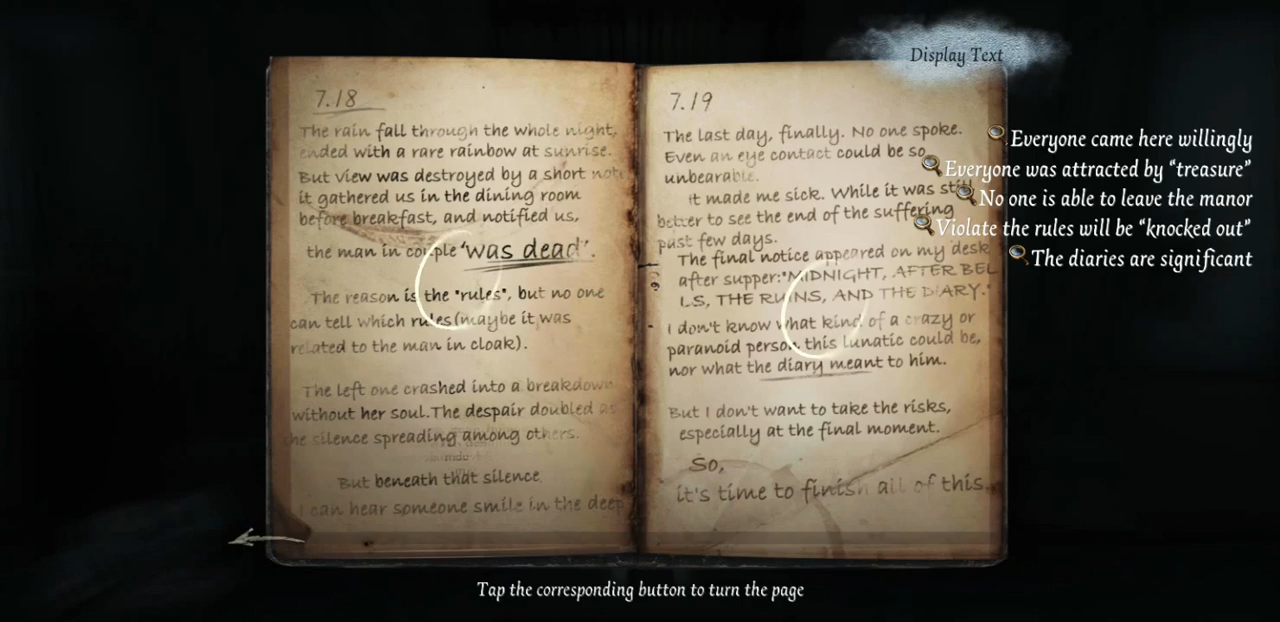 Display Text
7.18
The rain fall through the whole night,
ended with a rare rainbow at sunrise.
But view was destroyed by a short note
it gathered us in the dining room
before breakfast, and notified us,
the man in couple 'was dead'.
The reason is the "rules", but no one
can tell which rules(maybe it was
related to the man in cloak).
The left one crashed into a breakdown
without her soul.The despair doubled as
he silence spreading among others.
But beneath that silence
I can hear someone smile in the deep
7.19
The last day, finally. No one spoke.
Even an eye contact could be so
unbearable.
it made me sick. While it was still
better to see the end of the suffering
past few days.
The final notice appeared on my desk
after supper:"MIDNIGHT, AFTER BEL
LS, THE RUINS, AND THE DIARY."
I don't know what kind of a crazy or
paranoid person this lunatic could be,
nor what the diary meant to him.
But I don't want to take the risks,
especially at the final moment.
So,
it's time to finish all of this.
Everyone came here willingly
Everyone was attracted by “treasure”
No one is able to leave the manor
Violate the rules will be “knocked out”
The diaries are significant
Tap the corresponding button to turn the page